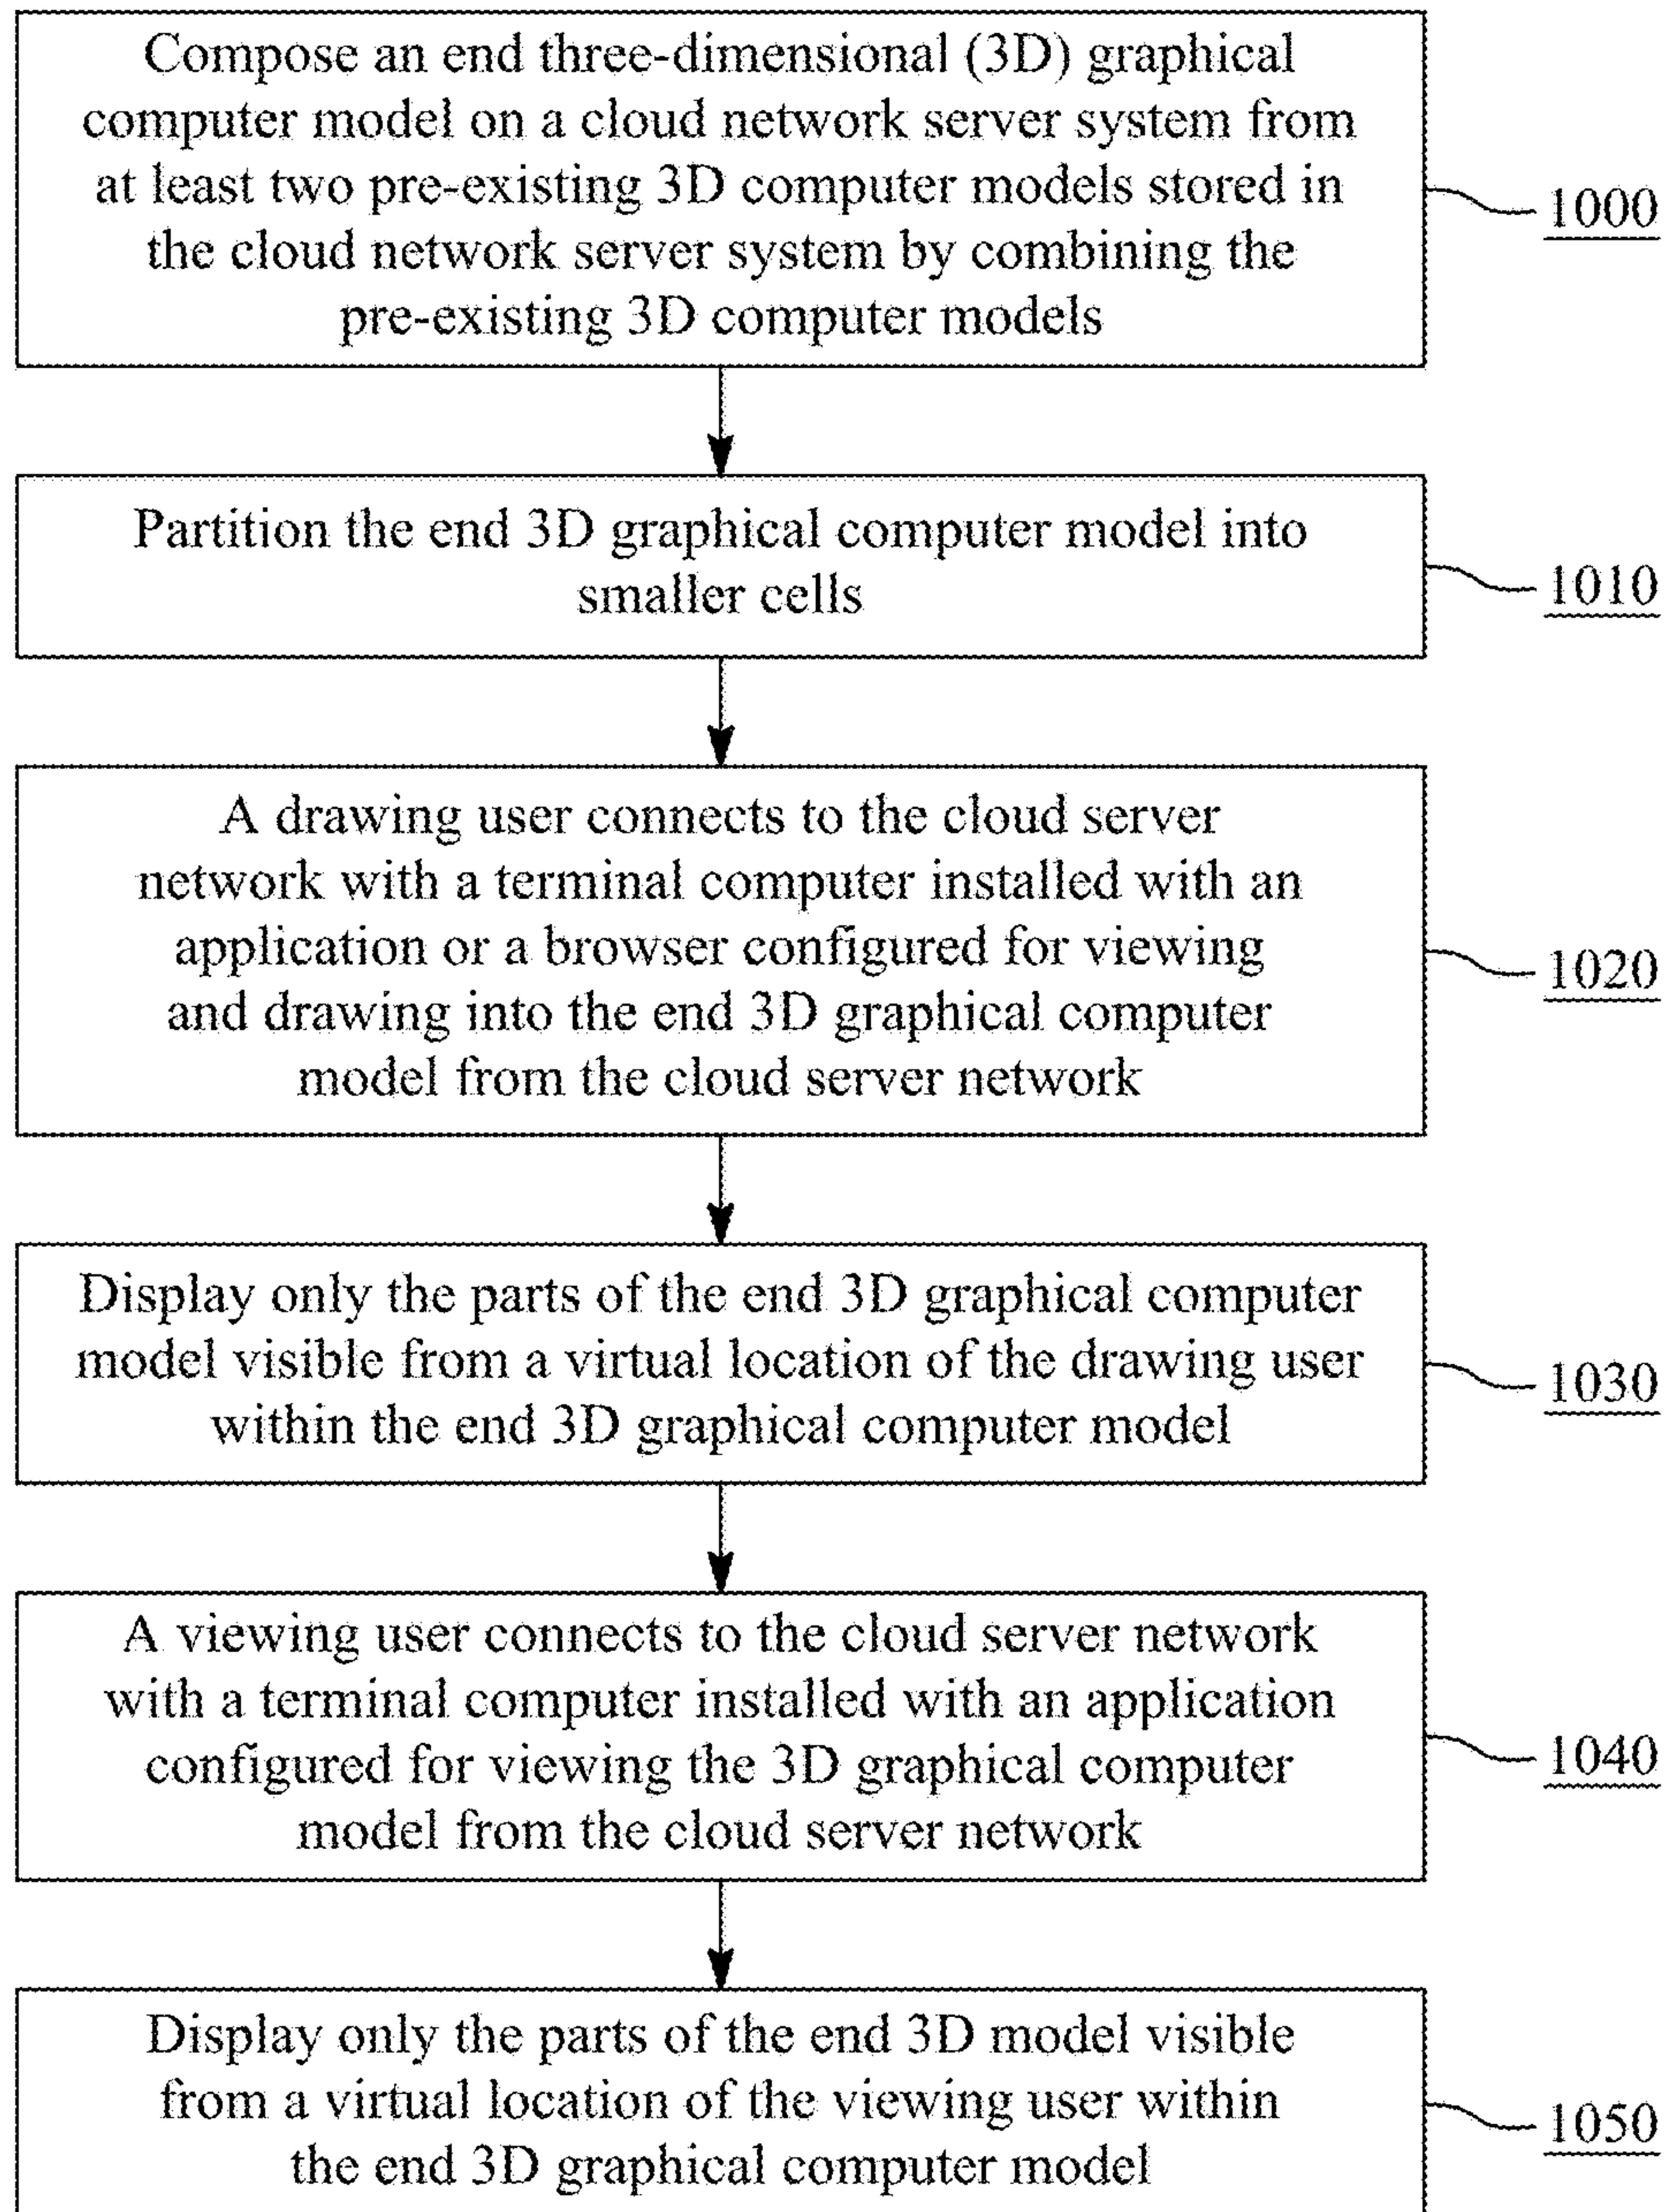 Compose an end three-dimensional (3D) graphical
computer model on a cloud network server system from
at least two pre-existing 3D computer models stored in
the cloud network server system by combining the
pre-existing 3D computer models
1000
Partition the end 3D graphical computer model into
smaller cells
1010
A drawing user connects to the cloud server
network with a terminal computer installed with an
application or a browser configured for viewing
and drawing into the end 3D graphical computer
model from the cloud server network
1020
Display only the parts of the end 3D graphical computer
model visible from a virtual location of the drawing user
within the end 3D graphical computer model
1030
A viewing user connects to the cloud server network
with a terminal computer installed with an application
configured for viewing the 3D graphical computer
model from the cloud server network
1040
Display only the parts of the end 3D model visible
from a virtual location of the viewing user within
the end 3D graphical computer model
1050